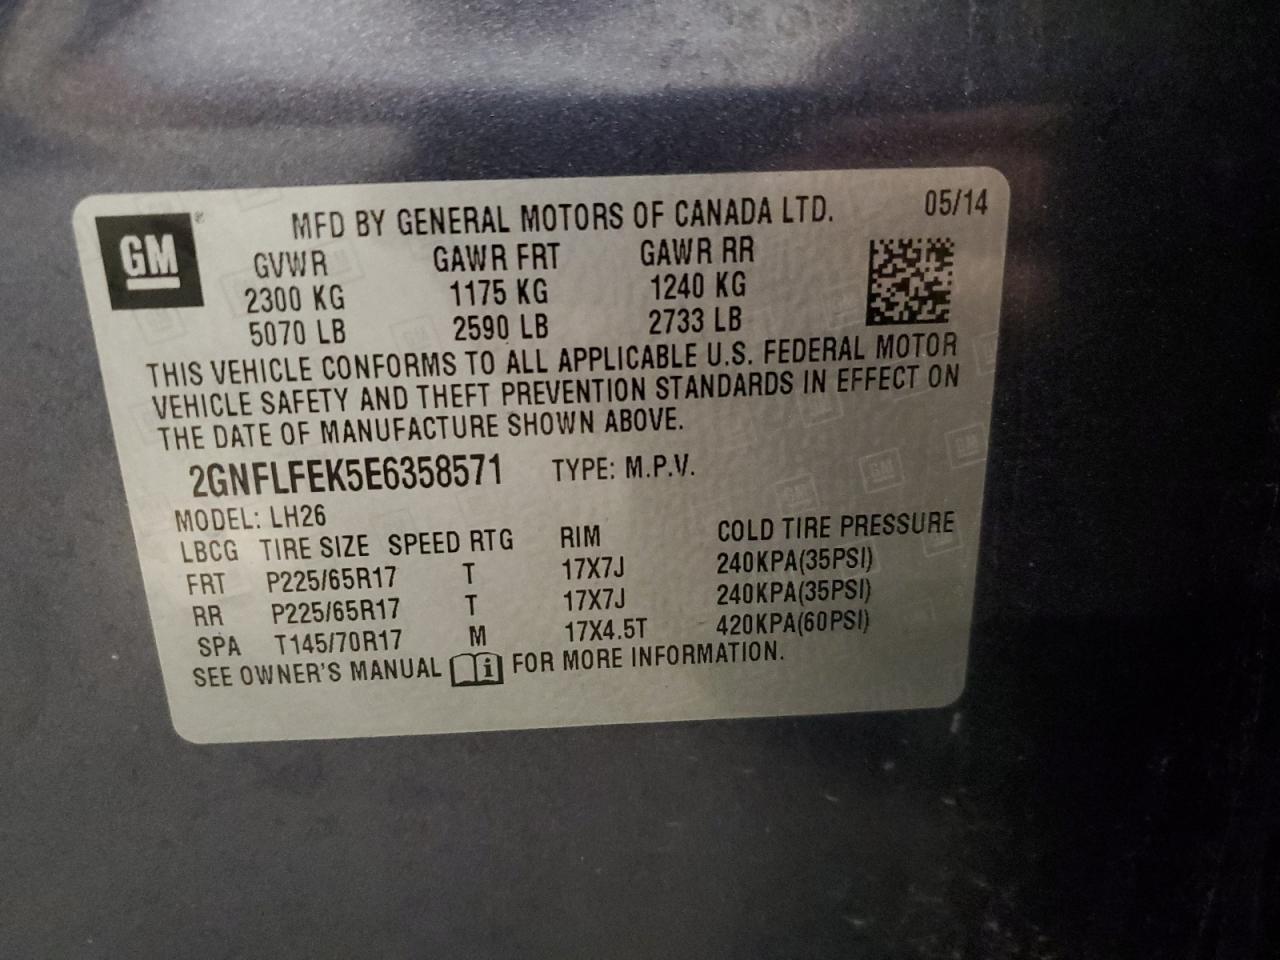 GM ®
MFD BY GENERAL MOTORS OF CANADA LTD. 05/14
GVWR GAWR FRT GAWR RR
2300 KG 1175 KG 1240 KG
5070 LB 2590 LB 2733 LB
THIS VEHICLE CONFORMS TO ALL APPLICABLE U.S. FEDERAL MOTOR
VEHICLE SAFETY AND THEFT PREVENTION STANDARDS IN EFFECT ON
THE DATE OF MANUFACTURE SHOWN ABOVE.
2GNFLFEK5E6358571 TYPE: M.P.V.
MODEL: LH26
LBCG TIRE SIZE SPEED RTG RIM COLD TIRE PRESSURE
FRT P225/65R17 T 17X7J 240KPA(35PSI)
RR P225/65R17 T 17X7J 240KPA(35PSI)
SPA T145/70R17 M 17X4.5T 420KPA(60PSI)
SEE OWNER'S MANUAL i FOR MORE INFORMATION.